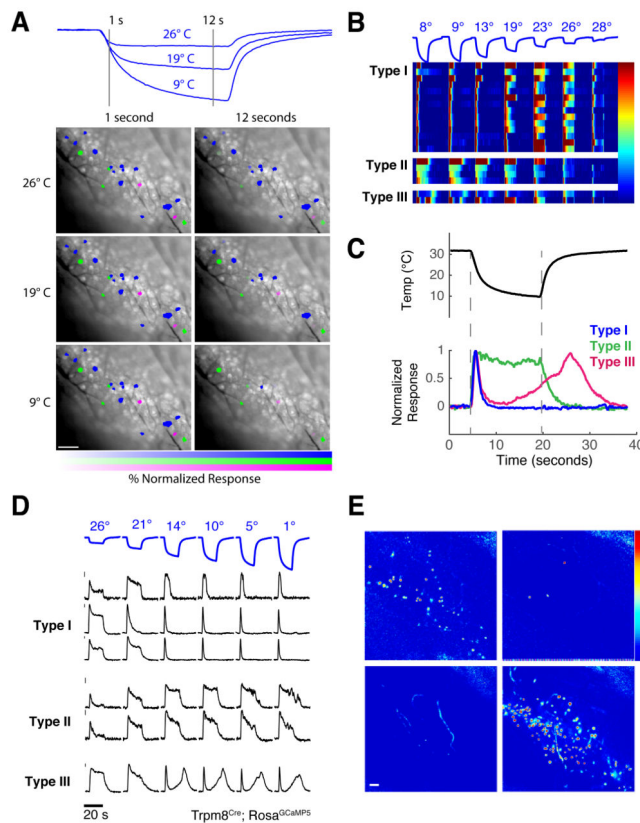 A
1 s
12 s
26° C
19° C
9° C
1 second
12 seconds
26° C
19° C
9° C
% Normalized Response
B
8° 9° 13° 19° 23° 26° 28°
Type I
Type II
Type III
C
Temp (°C)
30
20
10
Type I
Type II
Type III
Normalized
Response
1
0.5
0
0 10 20 30 40
Time (seconds)
D
26° 21° 14° 10° 5° 1°
Type I
Type II
Type III
20 s
Trpm8Cre; RosaGCaMP5
E